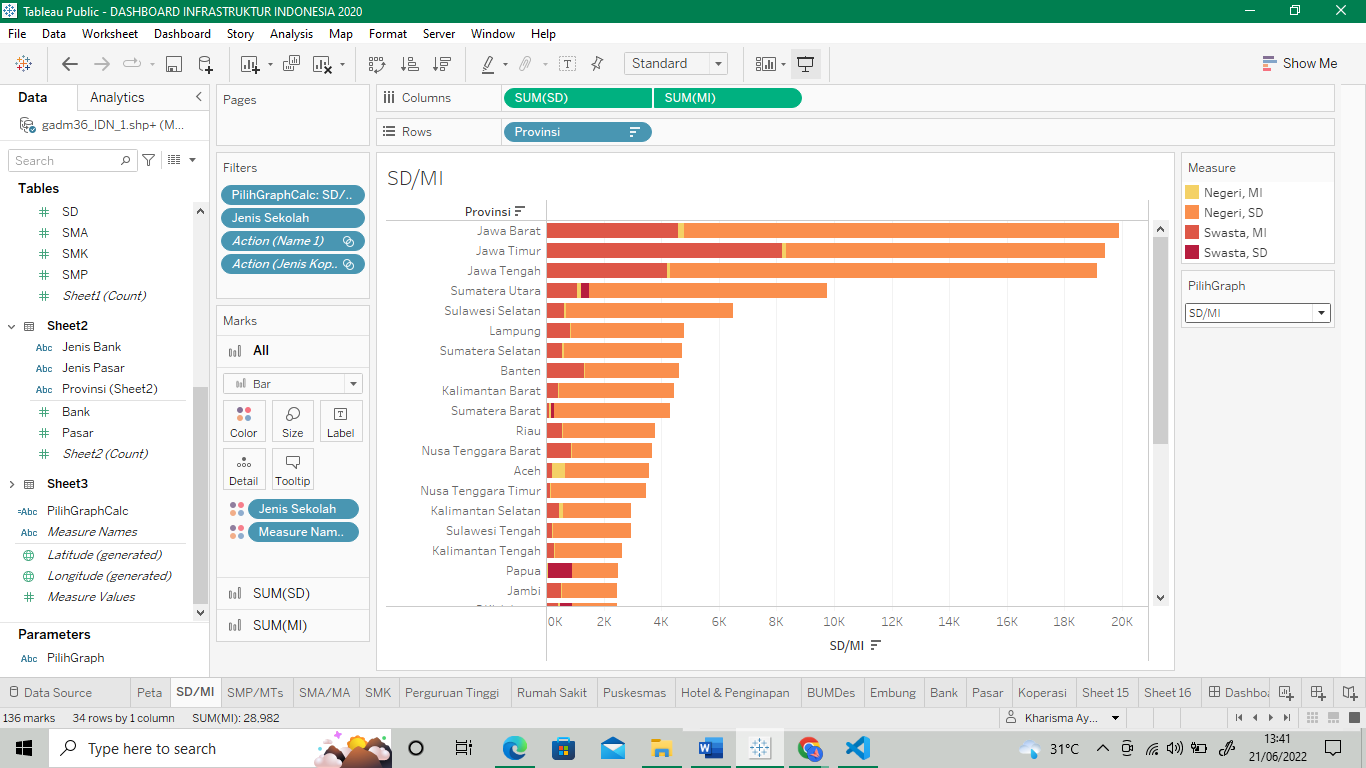 Tableau Public - DASHBOARD INFRASTRUKTUR INDONESIA 2020
File Data Worksheet Dashboard Story Analysis Map Format Server Window Help
Standard
Show Me
Data Analytics
gadm36_IDN_1.shp+ (M...
Search
Tables
SD
SMA
SMK
SMP
Sheet1 (Count)
Sheet2
Jenis Bank
Jenis Pasar
Provinsi (Sheet2)
Bank
Pasar
Sheet2 (Count)
Sheet3
PilihGraphCalc
Measure Names
Latitude (generated)
Longitude (generated)
Measure Values
Parameters
PilihGraph
Pages
Filters
PilihGraphCalc: SD/..
Jenis Sekolah
Action (Name 1)
Action (Jenis Kop..
Marks
All
Bar
Color Size Label
Detail Tooltip
Jenis Sekolah
Measure Nam..
SUM(SD)
SUM(MI)
Columns SUM(SD) SUM(MI)
Rows Provinsi
SD/MI
Provinsi
Jawa Barat
Jawa Timur
Jawa Tengah
Sumatera Utara
Sulawesi Selatan
Lampung
Sumatera Selatan
Banten
Kalimantan Barat
Sumatera Barat
Riau
Nusa Tenggara Barat
Aceh
Nusa Tenggara Timur
Kalimantan Selatan
Sulawesi Tengah
Kalimantan Tengah
Papua
Jambi
0K 2K 4K 6K 8K 10K 12K 14K 16K 18K 20K
SD/MI
Measure
Negeri, MI
Negeri, SD
Swasta, MI
Swasta, SD
PilihGraph
SD/MI
Data Source Peta SD/MI SMP/MTs SMA/MA SMK Perguruan Tinggi Rumah Sakit Puskesmas Hotel & Penginapan BUMDes Embung Bank Pasar Koperasi Sheet 15 Sheet 16 Dashboa
136 marks 34 rows by 1 column SUM(MI): 28.982 Kharisma Ay...
Type here to search
31°C
13:41
21/06/2022